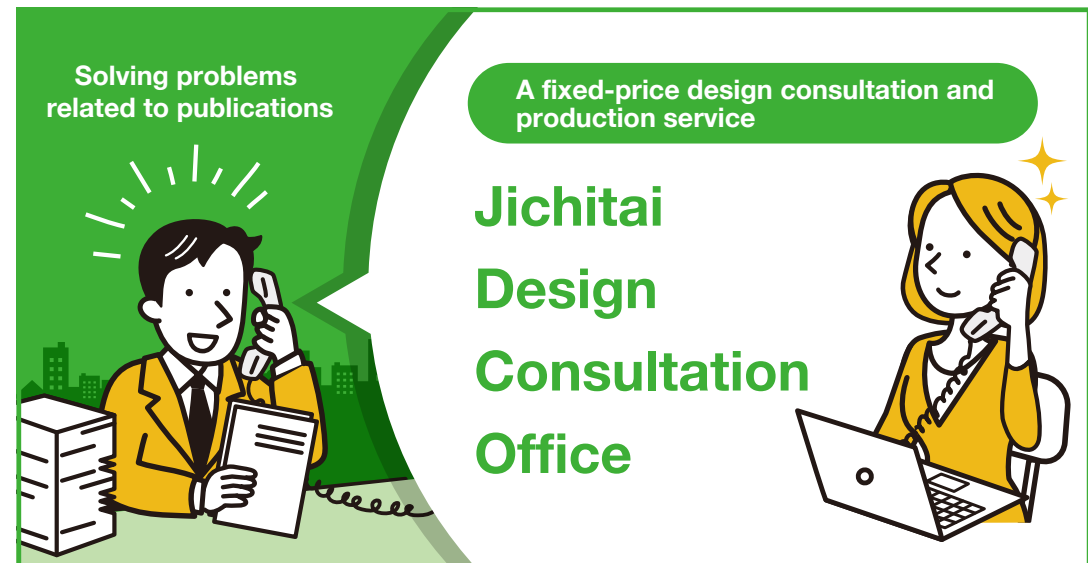 Solving problems
related to publications
A fixed-price design consultation and
production service
Jichitai
Design
Consultation
Office